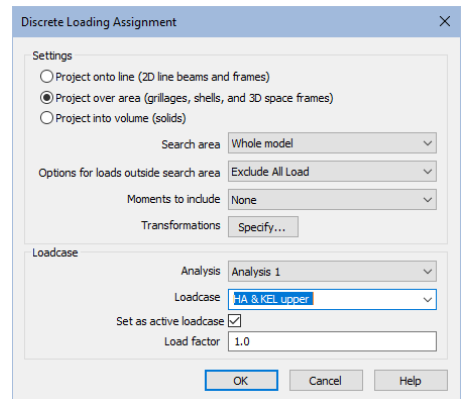 Discrete Loading Assignment
Settings
Project onto line (2D line beams and frames)
Project over area (grillages, shells, and 3D space frames)
Project into volume (solids)
Search area Whole model
Options for loads outside search area Exclude All Load
Moments to include None
Transformations Specify...
Loadcase
Analysis Analysis 1
Loadcase HA & KEL upper
Set as active loadcase
Load factor 1.0
OK Cancel Help